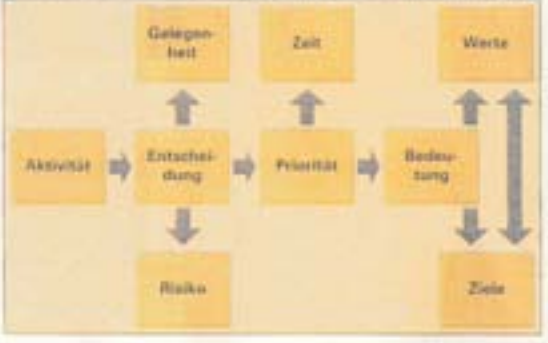 Gelegen-
heit
Zeit
Werte
Aktivität
Entschei-
dung
Priorität
Bedeu-
tung
Risiko
Ziele